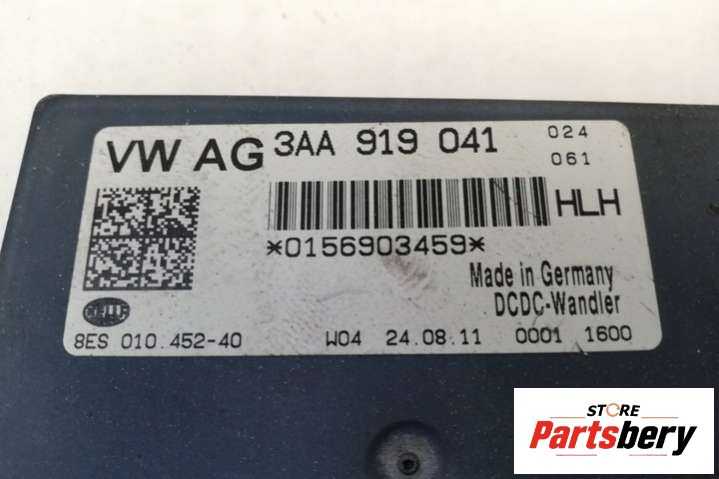 VW AG 3AA 919 041 024
061
HLH
*0156903459*
Made in Germany
DCDC-Wandler
HELLA
8ES 010.452-40 W04 24.08.11 0001 1600
STORE
Partsbery